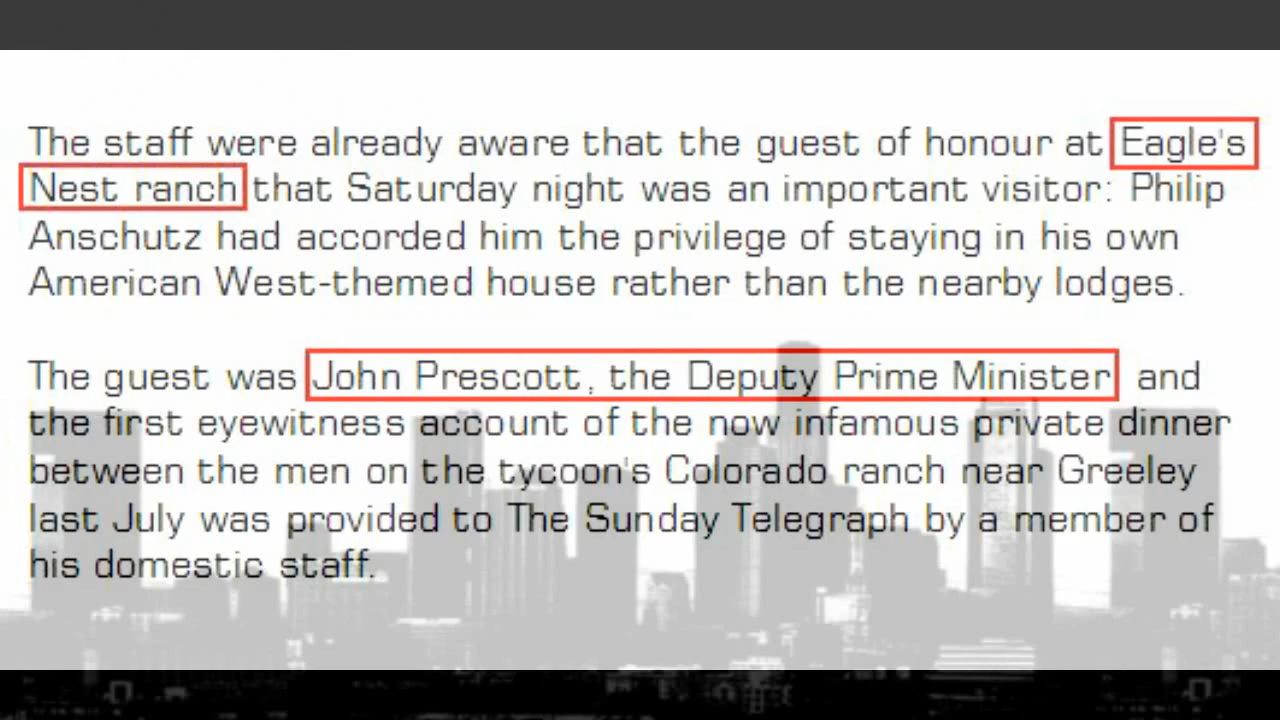 The staff were already aware that the guest of honour at Eagle's
Nest ranch that Saturday night was an important visitor: Philip
Anschutz had accorded him the privilege of staying in his own
American West-themed house rather than the nearby lodges.
The guest was John Prescott, the Deputy Prime Minister and
the first eyewitness account of the now infamous private dinner
between the men on the tycoon's Colorado ranch near Greeley
last July was provided to The Sunday Telegraph by a member of
his domestic staff.